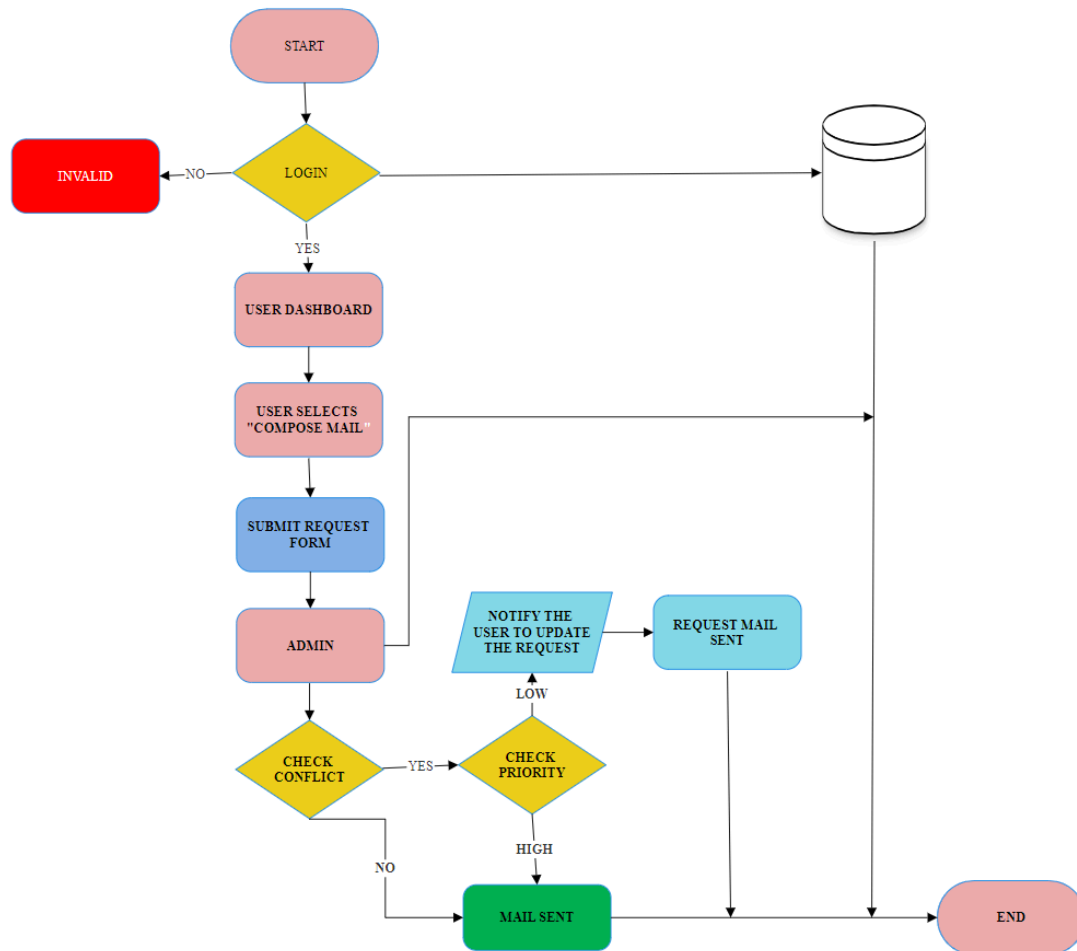 START
LOGIN
NO
INVALID
YES
USER DASHBOARD
USER SELECTS
"COMPOSE MAIL"
SUBMIT REQUEST
FORM
ADMIN
NOTIFY THE
USER TO UPDATE
THE REQUEST
REQUEST MAIL
SENT
LOW
CHECK
CONFLICT
YES
CHECK
PRIORITY
HIGH
NO
MAIL SENT
END